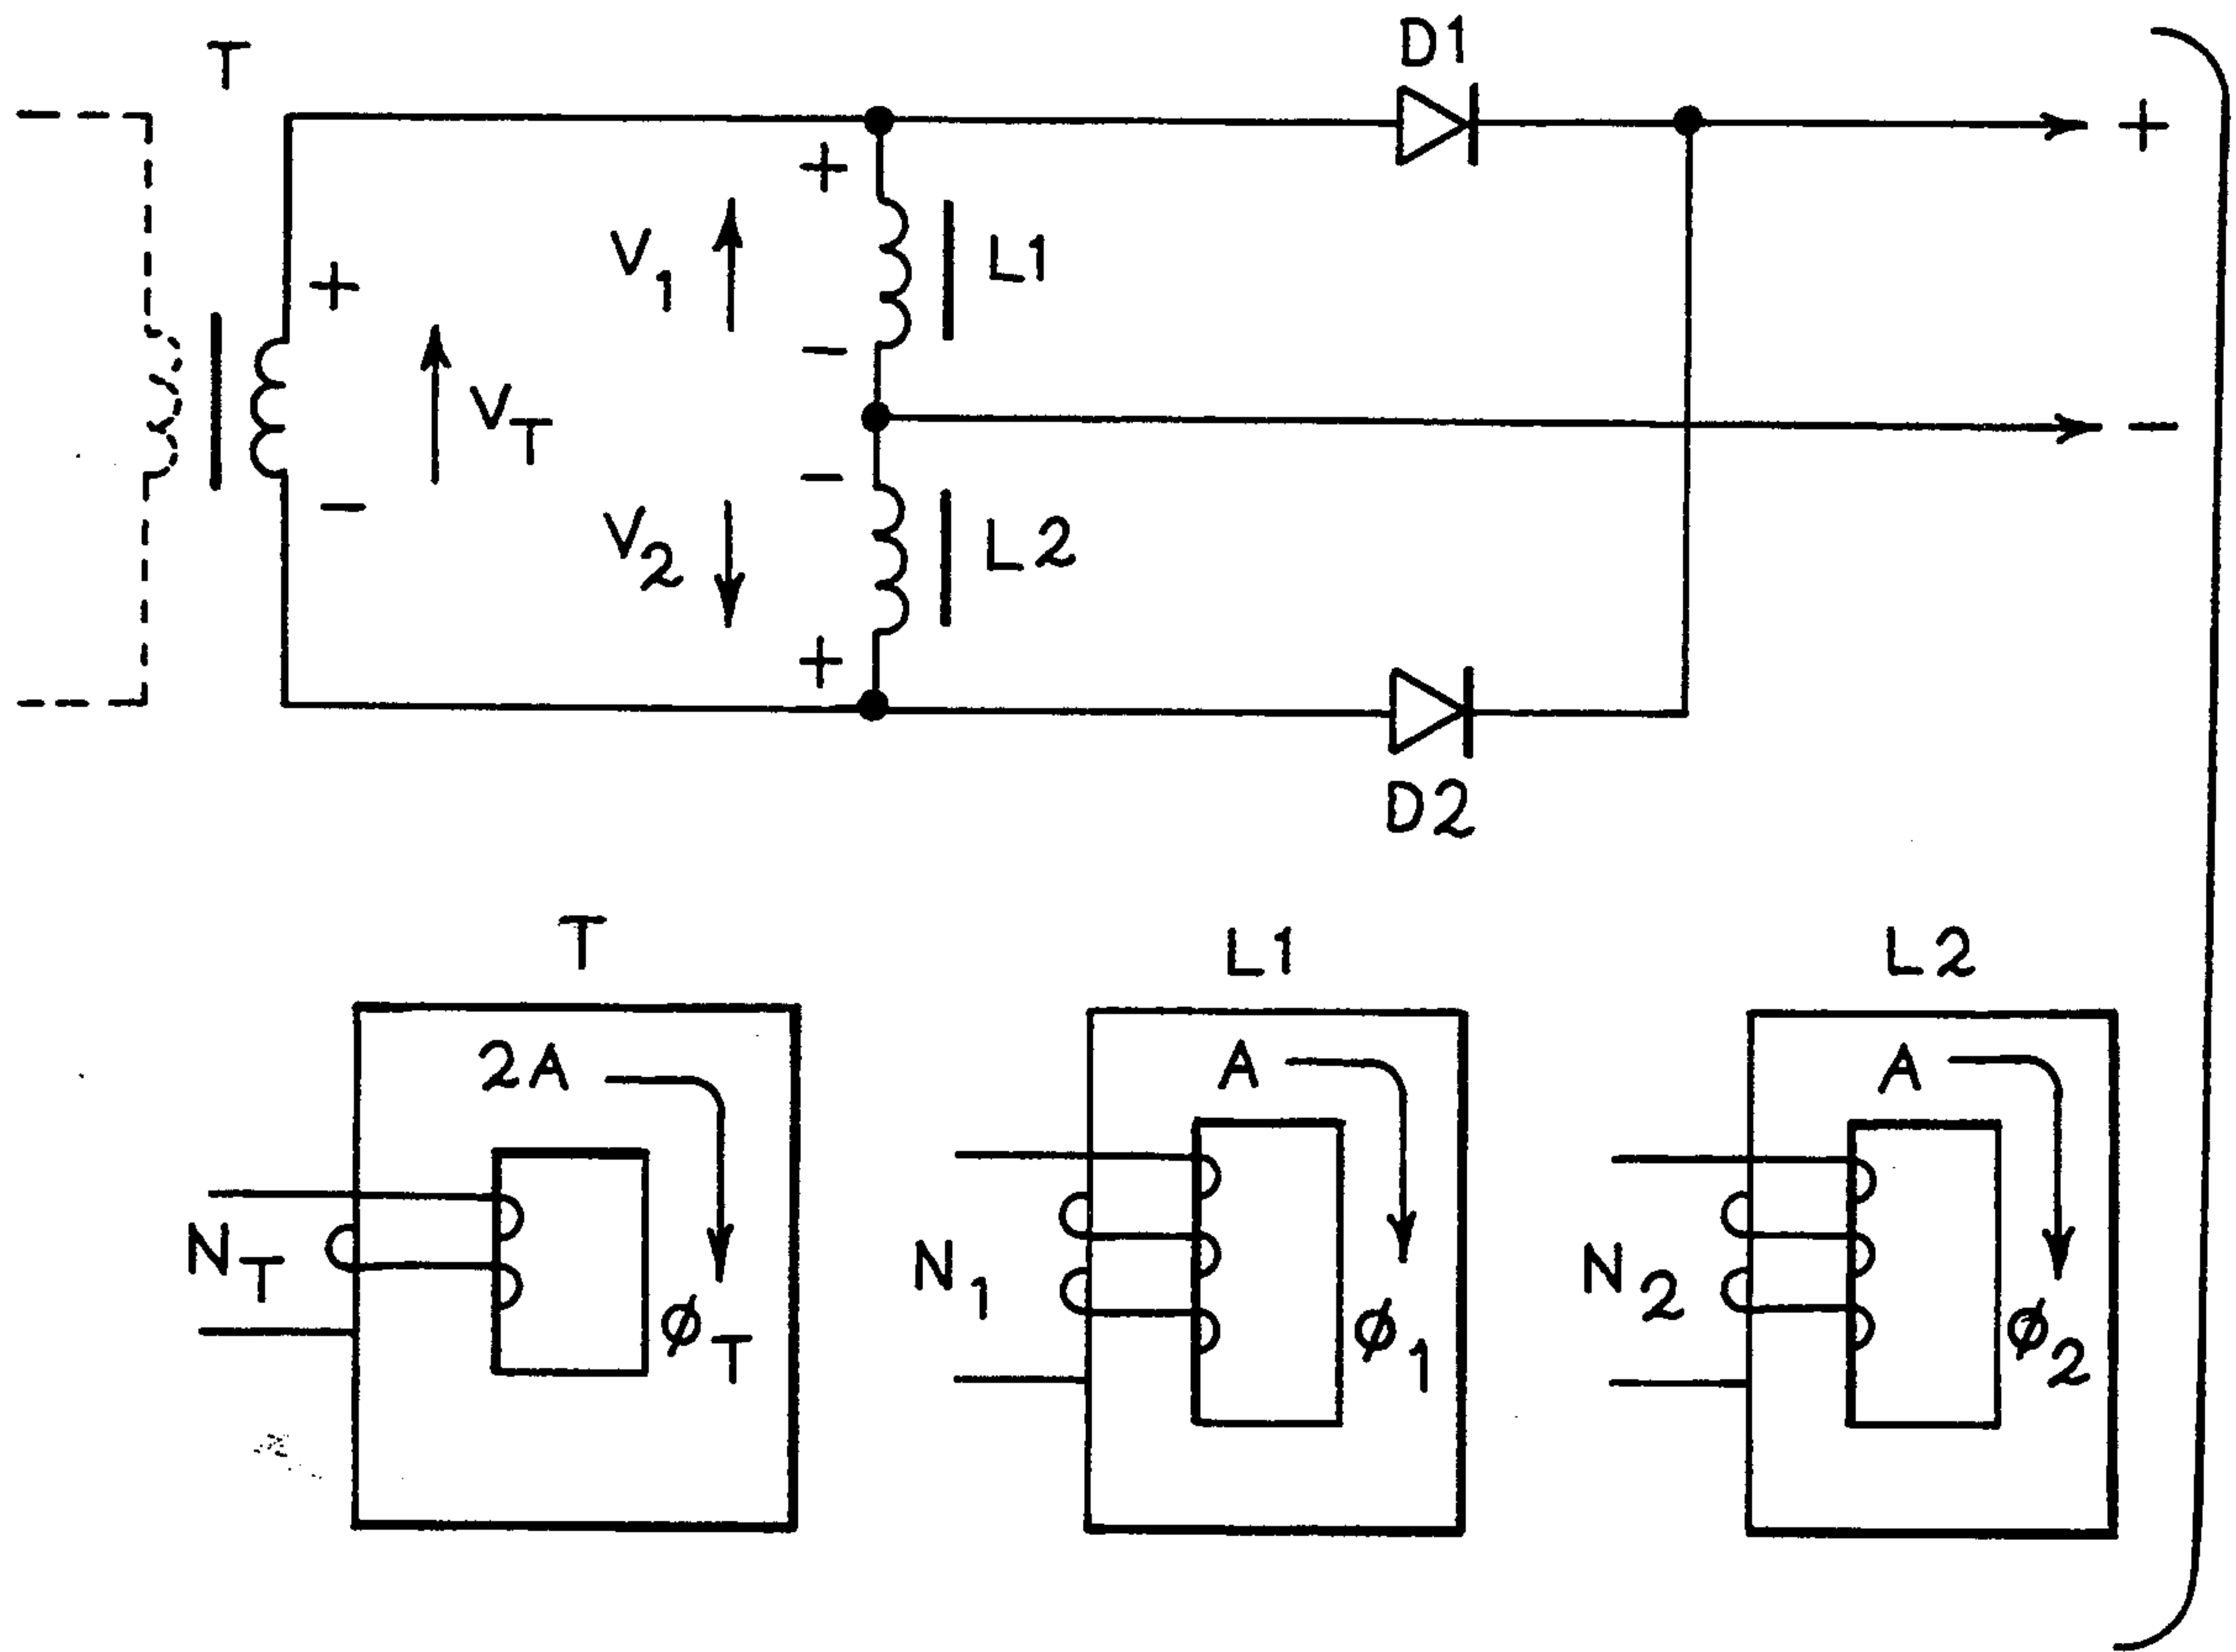 T
D1
+
+
V1
L1
+
−
VT
−
−
−
V2
L2
+
D2
T
L1
L2
2A
A
A
NT
N1
N2
ϕT
ϕ1
ϕ2